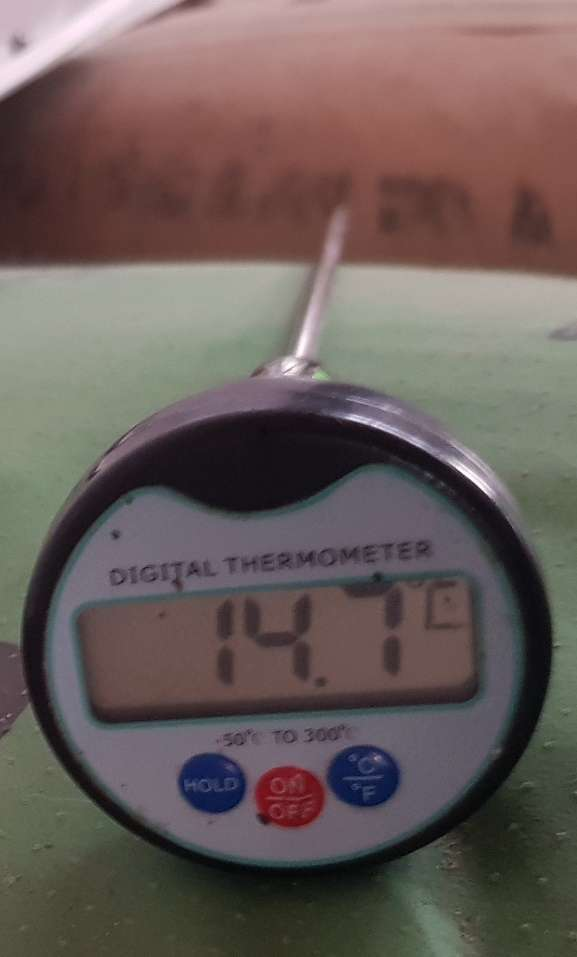 DIGITAL THERMOMETER
14.7°C
-50°C TO 300°C
HOLD
ON
OFF
°C
°F